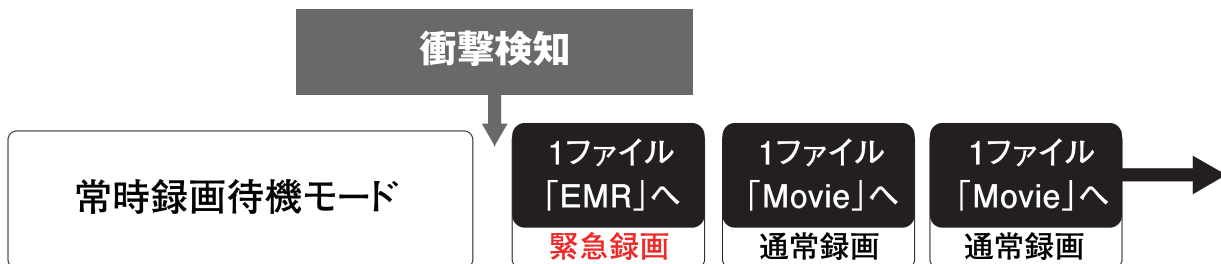 衝撃検知
常時録画待機モード
1ファイル
「EMR」へ
緊急録画
1ファイル
「Movie」へ
通常録画
1ファイル
「Movie」へ
通常録画